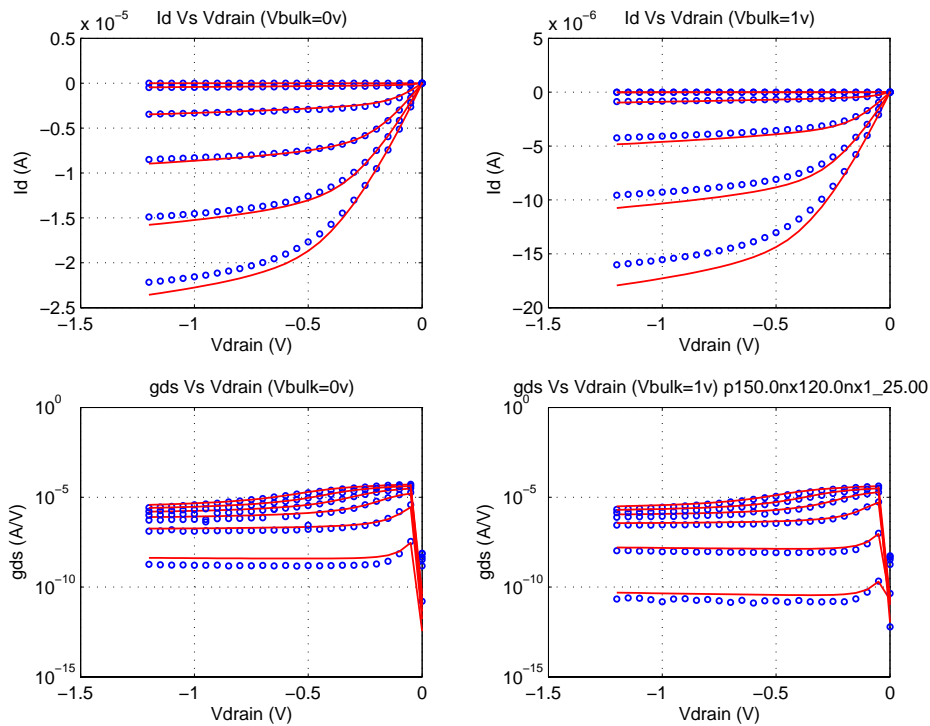 x 10−5
Id Vs Vdrain (Vbulk=0v)
0.5
0
−0.5
−1
−1.5
−2
−2.5
−1.5
−1
−0.5
0
Vdrain (V)
Id (A)
x 10−6
Id Vs Vdrain (Vbulk=1v)
5
0
−5
−10
−15
−20
−1.5
−1
−0.5
0
Vdrain (V)
Id (A)
gds Vs Vdrain (Vbulk=0v)
100
10−5
10−10
10−15
−1.5
−1
−0.5
0
Vdrain (V)
gds (A/V)
gds Vs Vdrain (Vbulk=1v) p150.0nx120.0nx1_25.00
100
10−5
10−10
10−15
−1.5
−1
−0.5
0
Vdrain (V)
gds (A/V)